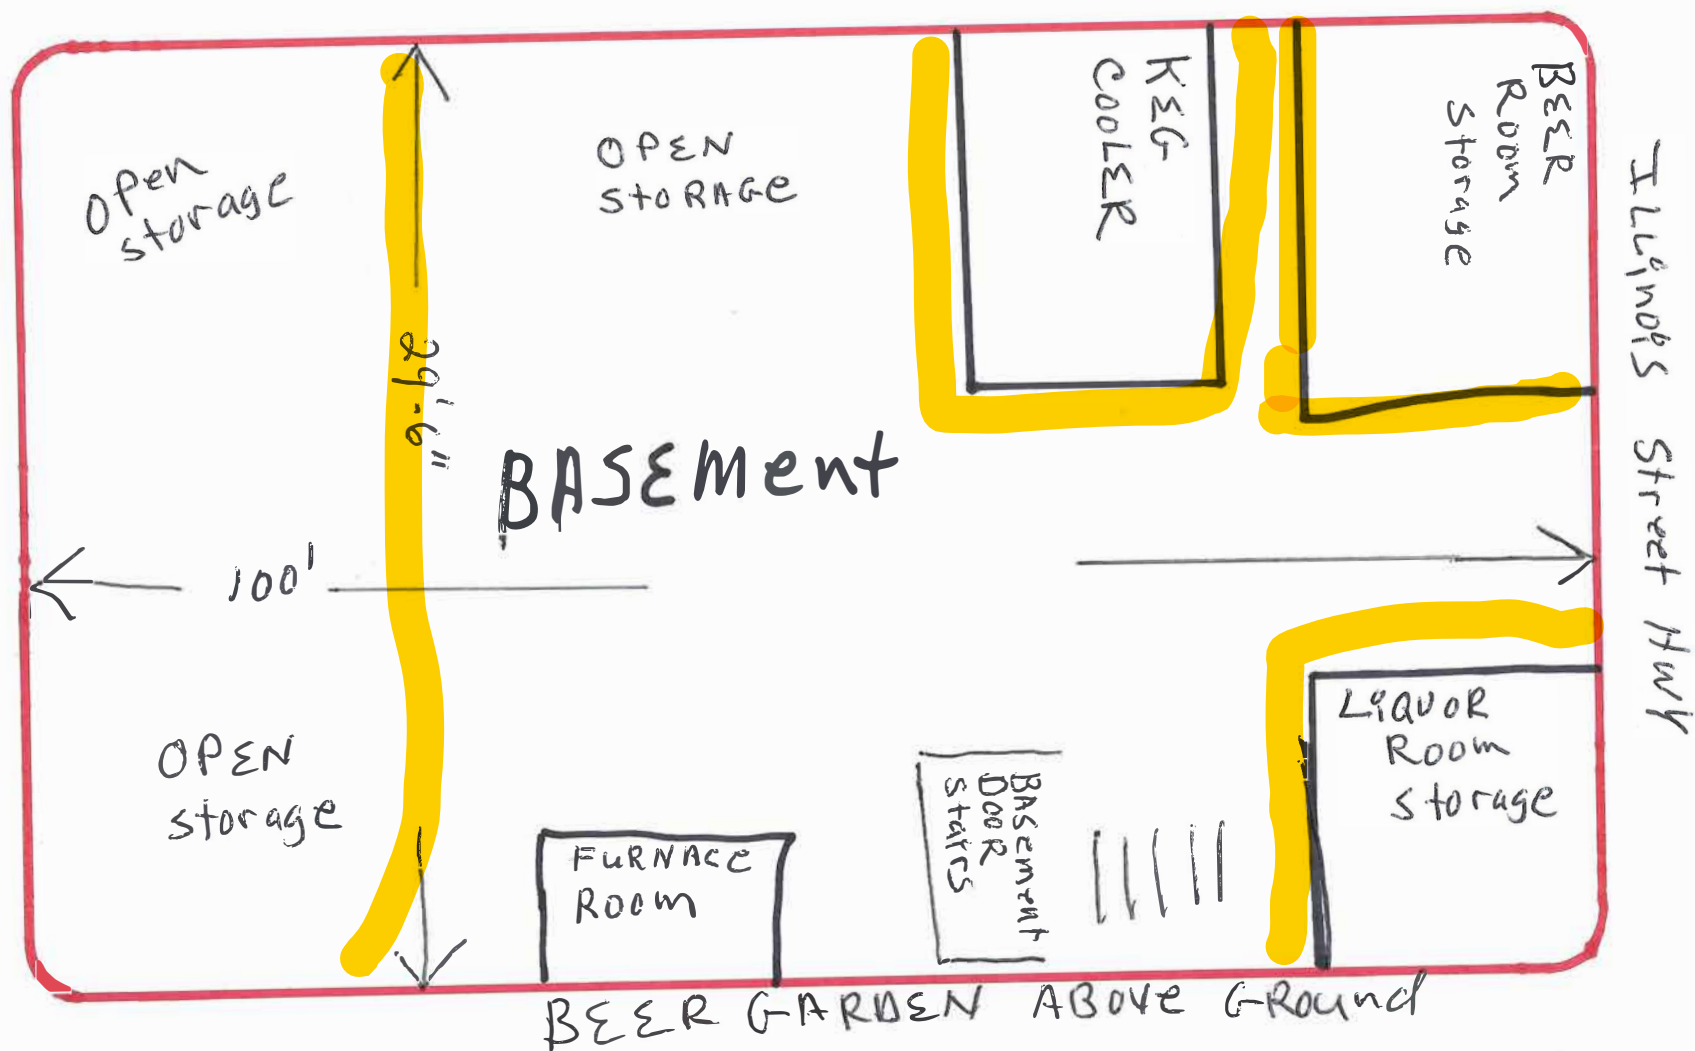 Open
storage
OPEN
STORAGE
KEG
COOLER
BEER
ROOM
Storage
ILLinois Street HWY
29'-6"
BASEMent
100'
OPEN
storage
FURNACE
ROOM
BASEMENT
DOOR
Stairs
LiQUOR
ROOM
Storage
BEER GARDEN ABOVE GROUnd